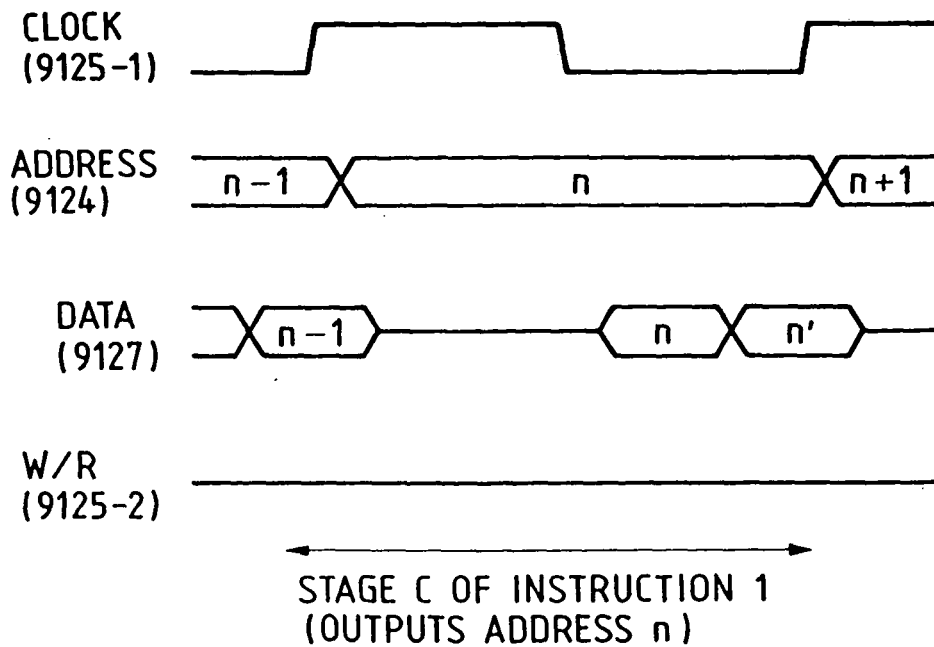 CLOCK
(9125-1)
ADDRESS
(9124)
n-1
n
n+1
DATA
(9127)
n-1
n
n'
W/R
(9125-2)
STAGE C OF INSTRUCTION 1
(OUTPUTS ADDRESS n)